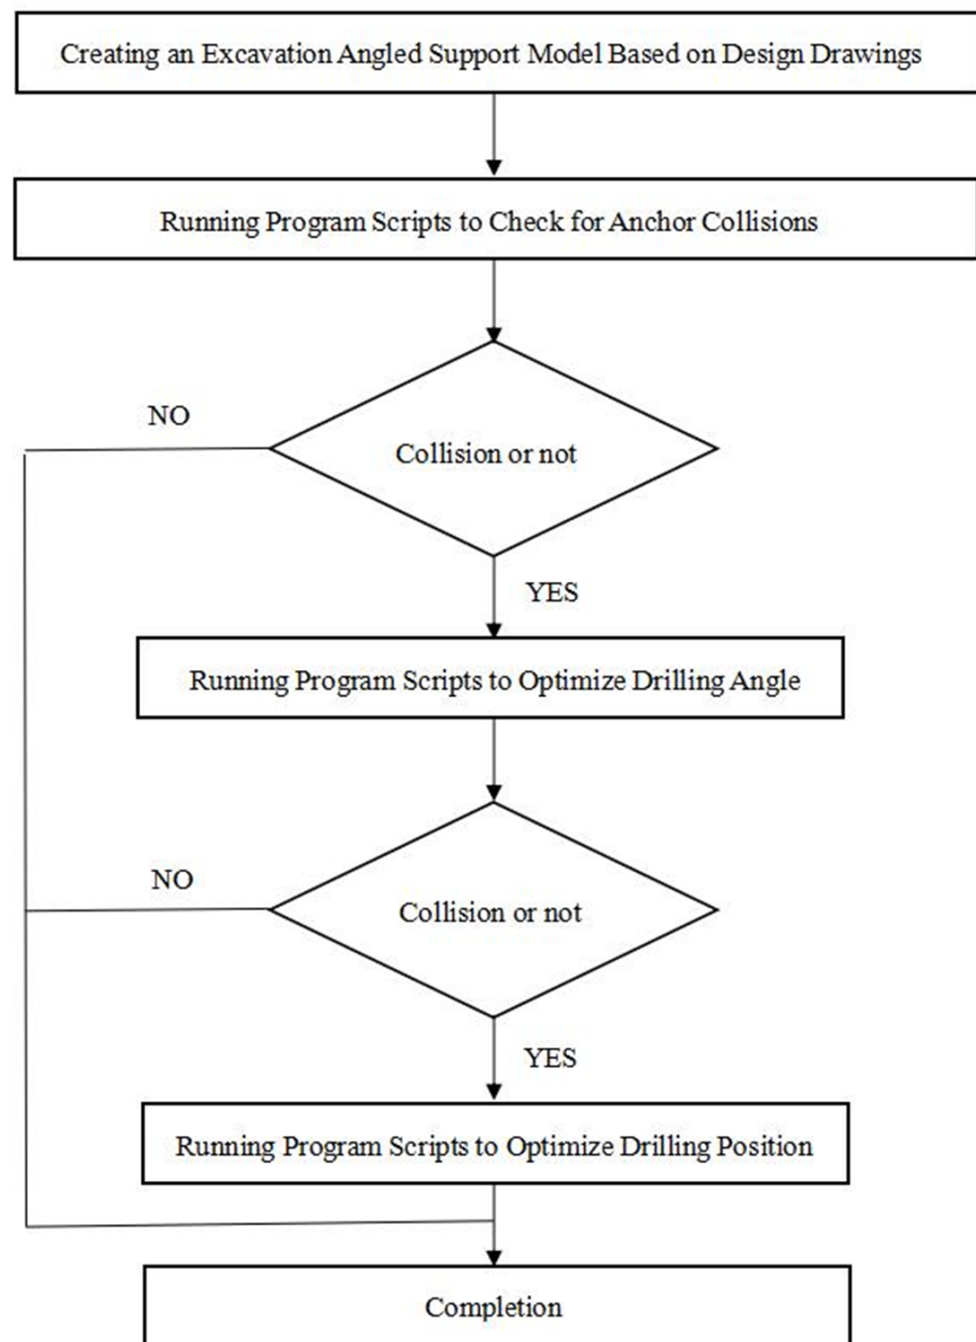 Creating an Excavation Angled Support Model Based on Design Drawings
Running Program Scripts to Check for Anchor Collisions
NO
Collision or not
YES
Running Program Scripts to Optimize Drilling Angle
NO
Collision or not
YES
Running Program Scripts to Optimize Drilling Position
Completion